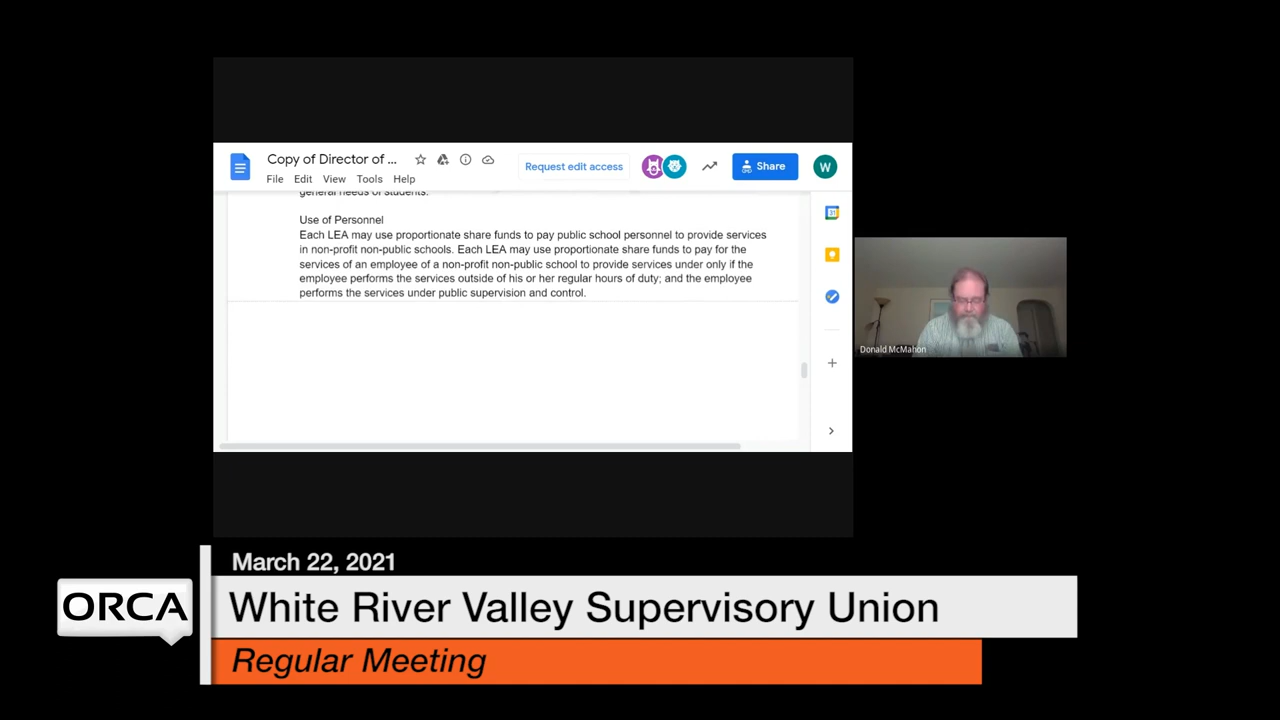 Copy of Director of ...
Request edit access
Share
W
File Edit View Tools Help
general needs of students.
31
Use of Personnel
Each LEA may use proportionate share funds to pay public school personnel to provide services
in non-profit non-public schools. Each LEA may use proportionate share funds to pay for the
services of an employee of a non-profit non-public school to provide services under only if the
employee performs the services outside of his or her regular hours of duty; and the employee
performs the services under public supervision and control.
Donald McMahon
March 22, 2021
ORCA
White River Valley Supervisory Union
Regular Meeting